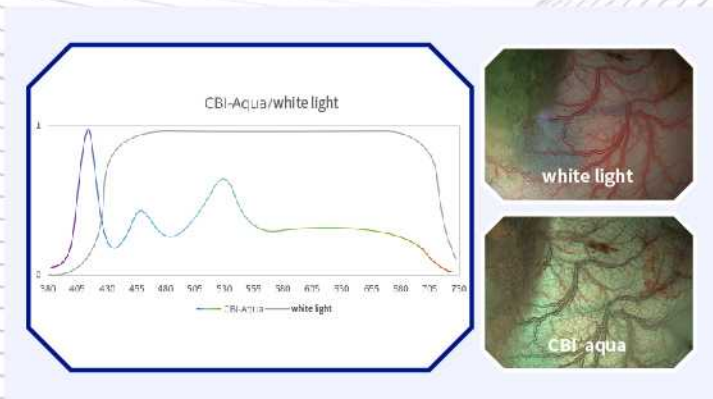 CBI-Aqua/white light
1
0
380 405 430 455 480 505 530 555 580 605 630 655 680 705 730
CBI-Aqua white light
white light
CBI aqua